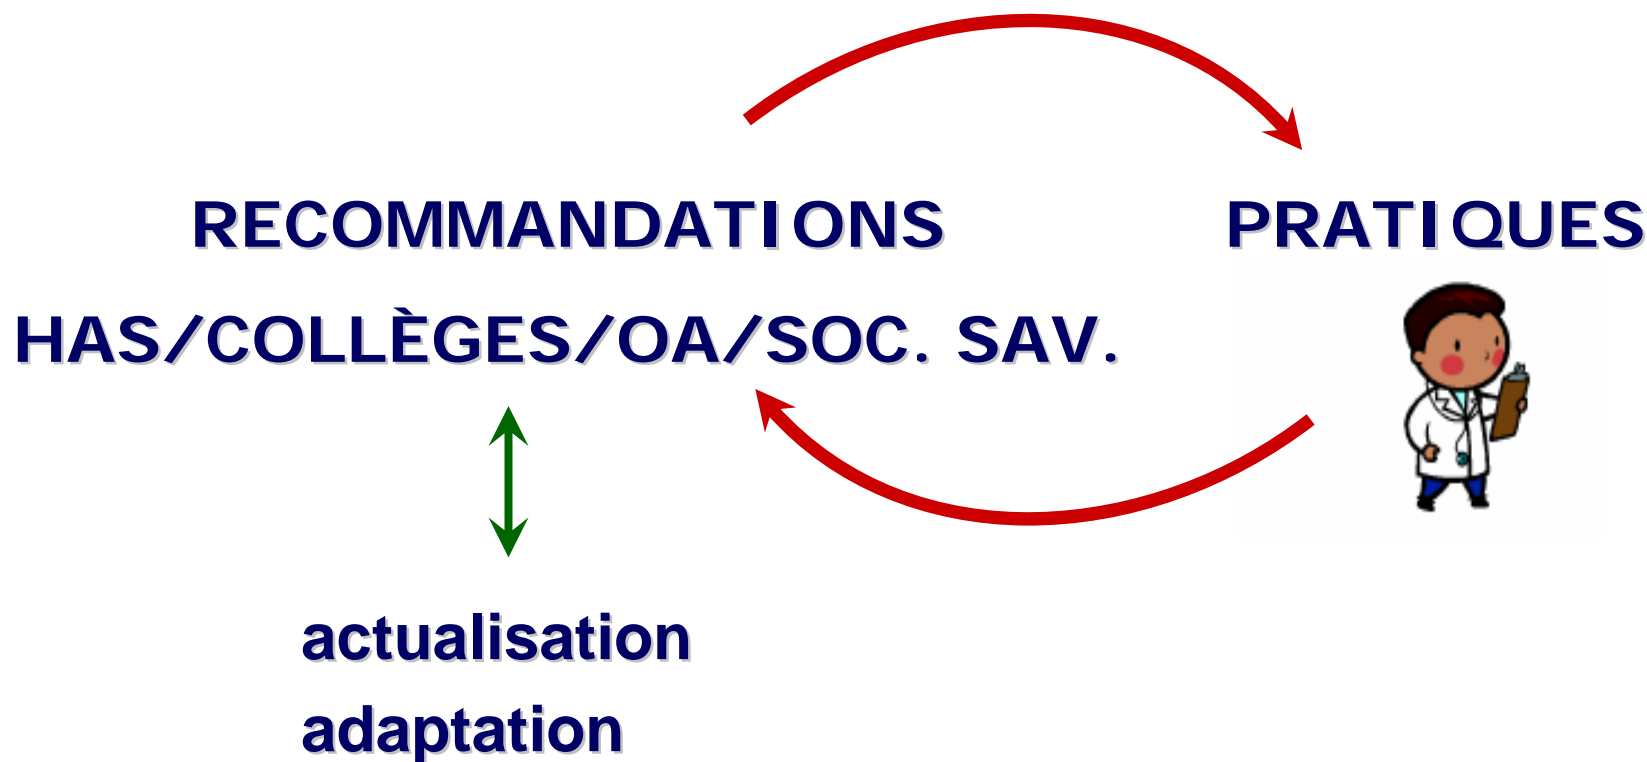 RECOMMANDATIONS
PRATIQUES
HAS/COLLÈGES/OA/SOC. SAV.
actualisation
adaptation